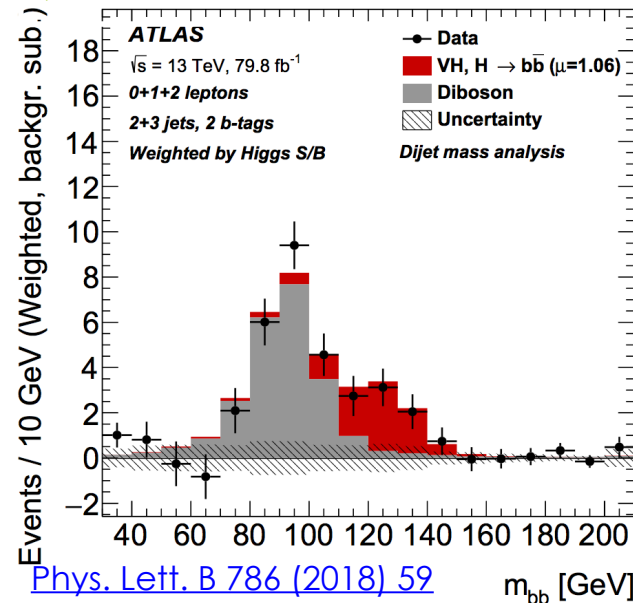 Events / 10 GeV (Weighted, backgr. sub.)
18
16
14
12
10
8
6
4
2
0
−2
ATLAS
√s = 13 TeV, 79.8 fb⁻¹
0+1+2 leptons
2+3 jets, 2 b-tags
Weighted by Higgs S/B
Data
VH, H → bb̄ (μ=1.06)
Diboson
Uncertainty
Dijet mass analysis
40 60 80 100 120 140 160 180 200
m_bb [GeV]
Phys. Lett. B 786 (2018) 59